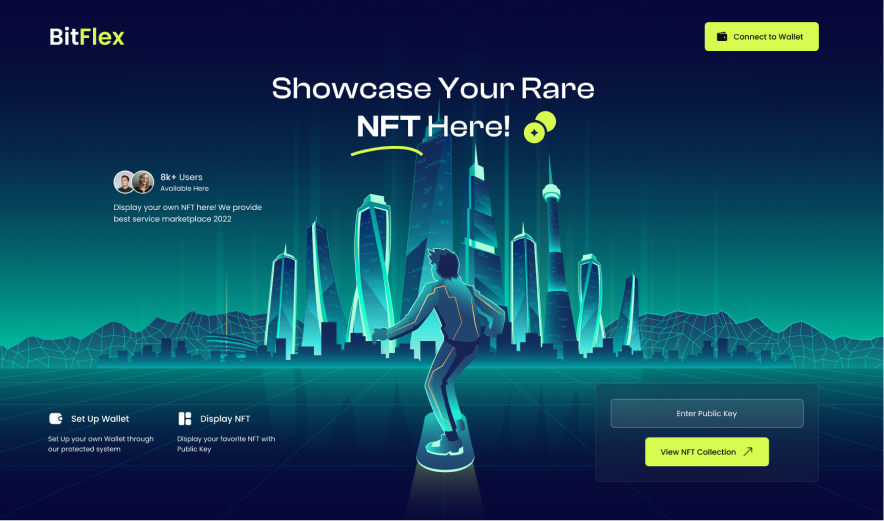 BitFlex
Connect to Wallet
Showcase Your Rare
NFT Here!
8k+ Users
Available Here
Display your own NFT here! We provide
best service marketplace 2022
Set Up Wallet
Set Up your own Wallet through
our protected system
Display NFT
Display your favorite NFT with
Public Key
Enter Public Key
View NFT Collection